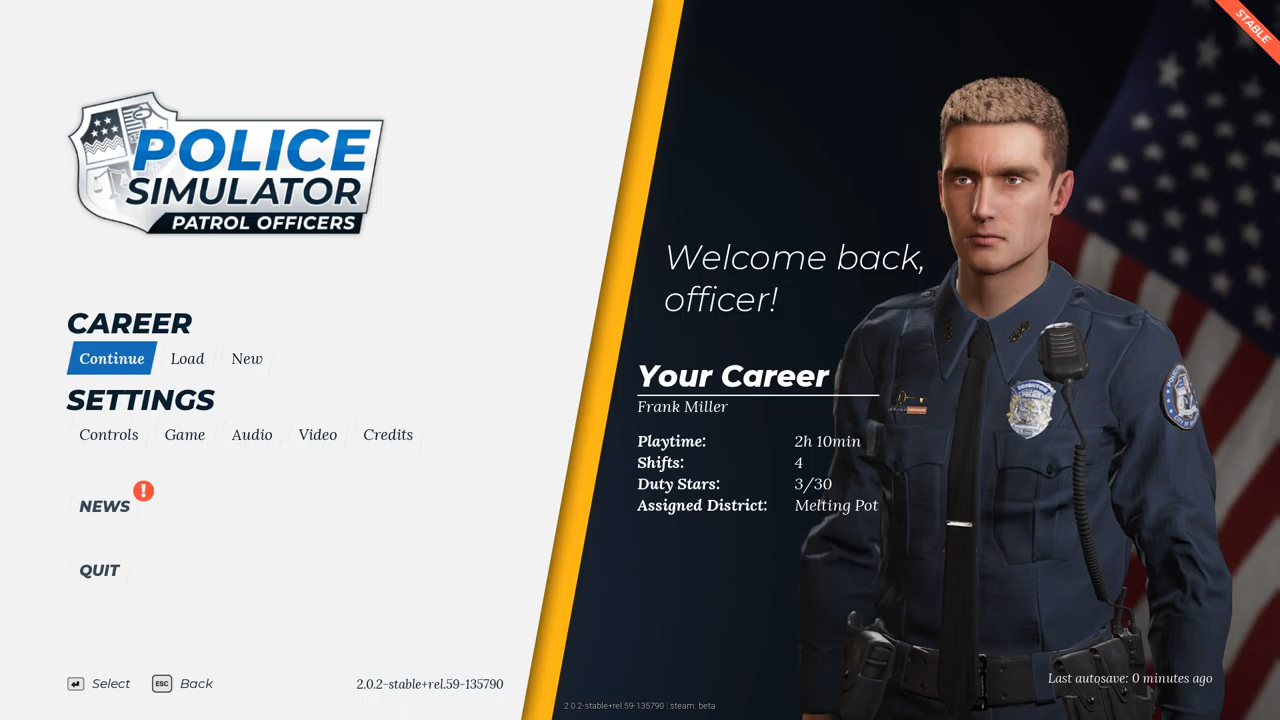 STABLE
POLICE
SIMULATOR
PATROL OFFICERS
Welcome back,
officer!
CAREER
Continue Load New
SETTINGS
Controls Game Audio Video Credits
NEWS !
QUIT
Your Career
Frank Miller
Playtime: 2h 10min
Shifts: 4
Duty Stars: 3/30
Assigned District: Melting Pot
Select ESC Back
2.0.2-stable+rel.59-135790
Last autosave: 0 minutes ago
2.0.2-stable+rel.59-135790 | steam: beta